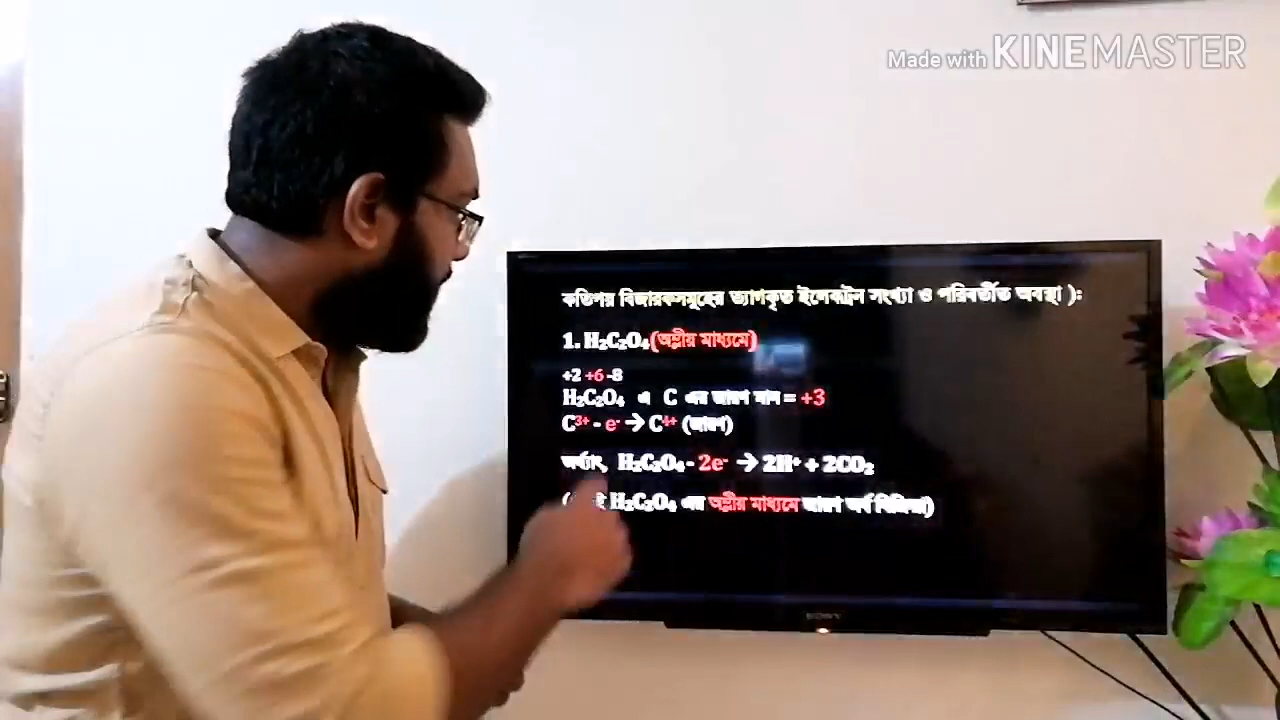 Made with KINEMASTER
কতিপয় বিজারকসমূহের ত্যাগকৃত ইলেকট্রন সংখ্যা ও পরিবর্তীত অবস্থা ):
1. H₂C₂O₄(অম্লীয় মাধ্যমে)
+2 +6 -8
H₂C₂O₄ এ C এর জারণ মান = +3
C³⁺ - e⁻ → C⁴⁺ (জারণ)
অর্থ্যাৎ, H₂C₂O₄ - 2e⁻ → 2H⁺ + 2CO₂
( H₂C₂O₄ এর অম্লীয় মাধ্যমে জারণ অর্ধ বিক্রিয়া)
SONY